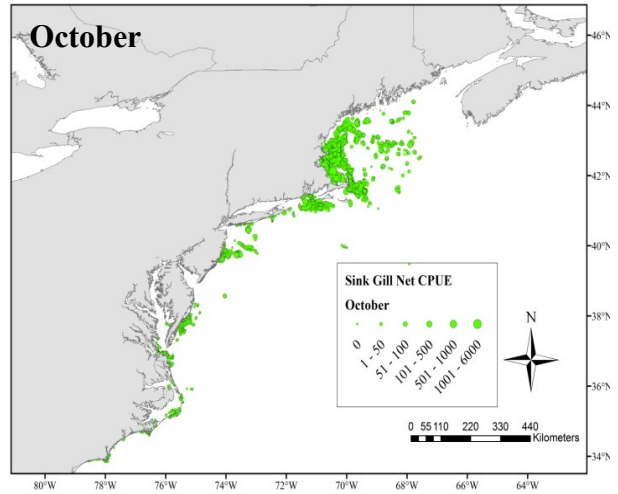 October
46°N
44°N
42°N
40°N
38°N
36°N
34°N
Sink Gill Net CPUE
October
0
1 - 50
51 - 100
101 - 500
501 - 1000
1001 - 6000
N
0 55 110 220 330 440
Kilometers
80°W 78°W 76°W 74°W 72°W 70°W 68°W 66°W 64°W